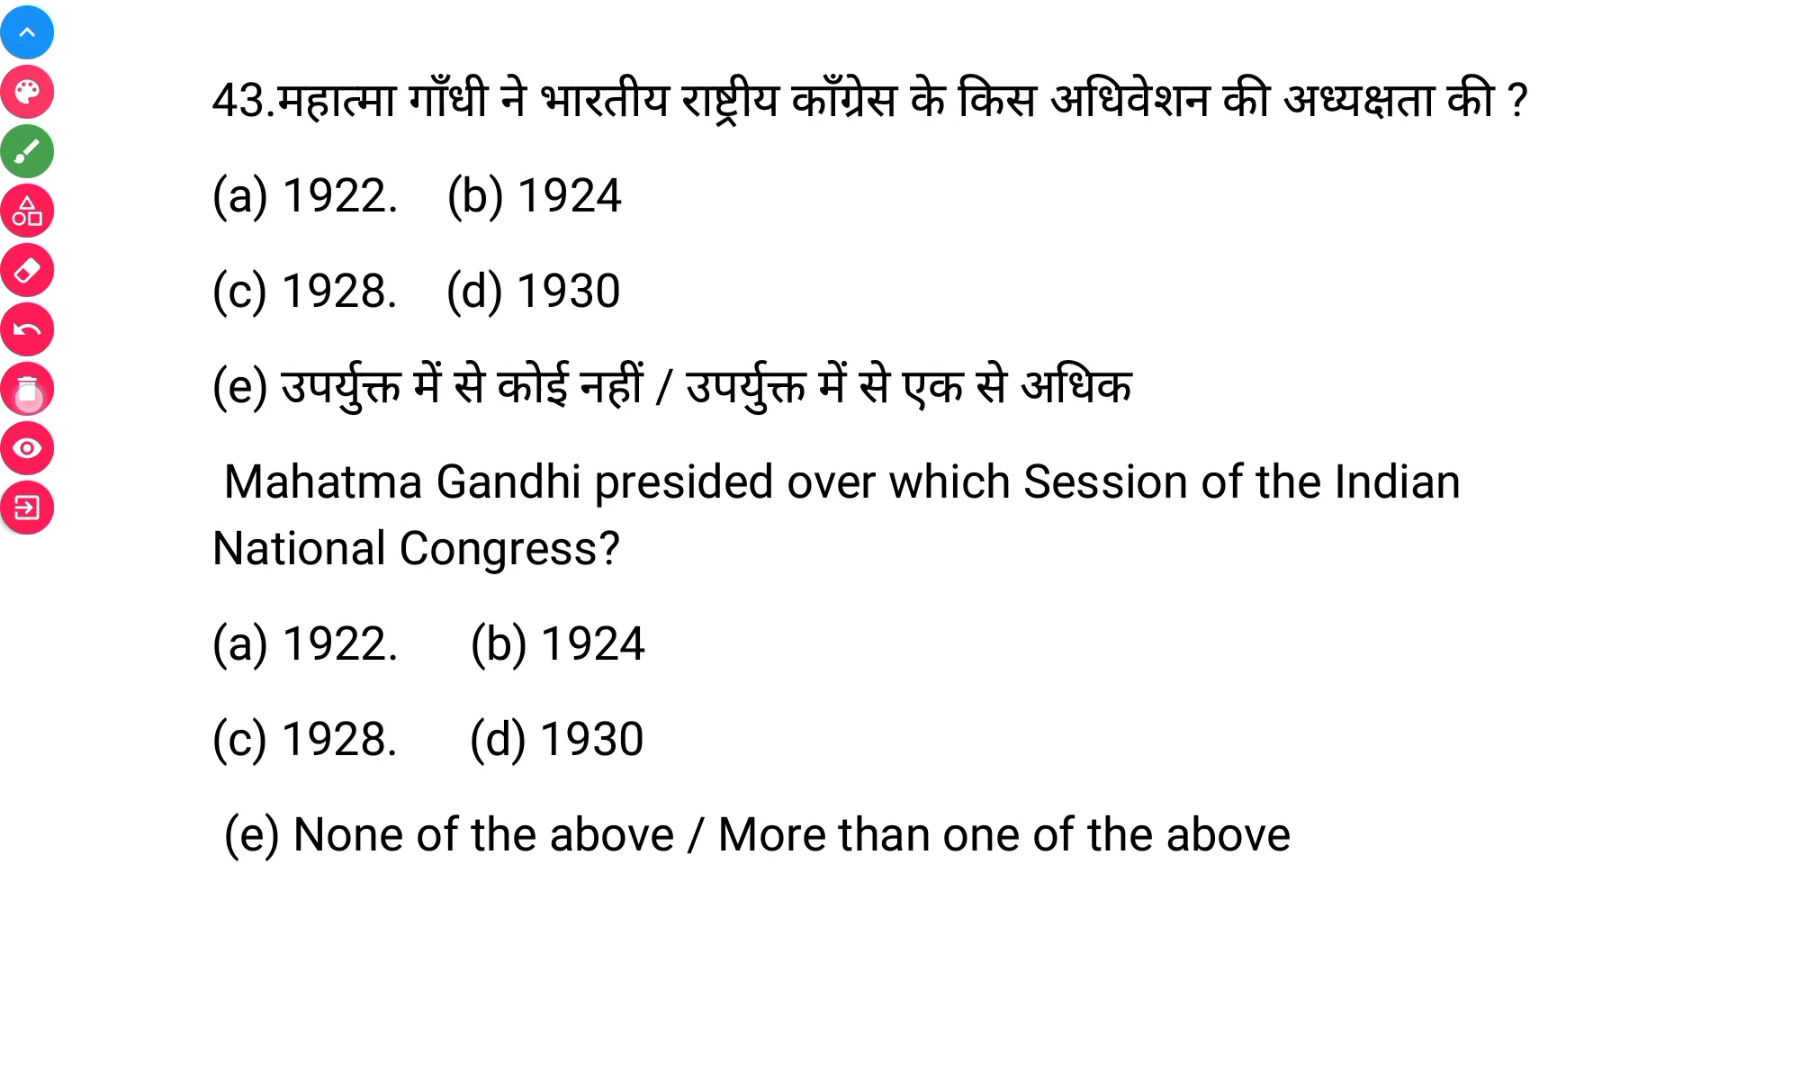 43.महात्मा गाँधी ने भारतीय राष्ट्रीय काँग्रेस के किस अधिवेशन की अध्यक्षता की ?
(a) 1922. (b) 1924
(c) 1928. (d) 1930
(e) उपर्युक्त में से कोई नहीं / उपर्युक्त में से एक से अधिक
Mahatma Gandhi presided over which Session of the Indian
National Congress?
(a) 1922. (b) 1924
(c) 1928. (d) 1930
(e) None of the above / More than one of the above